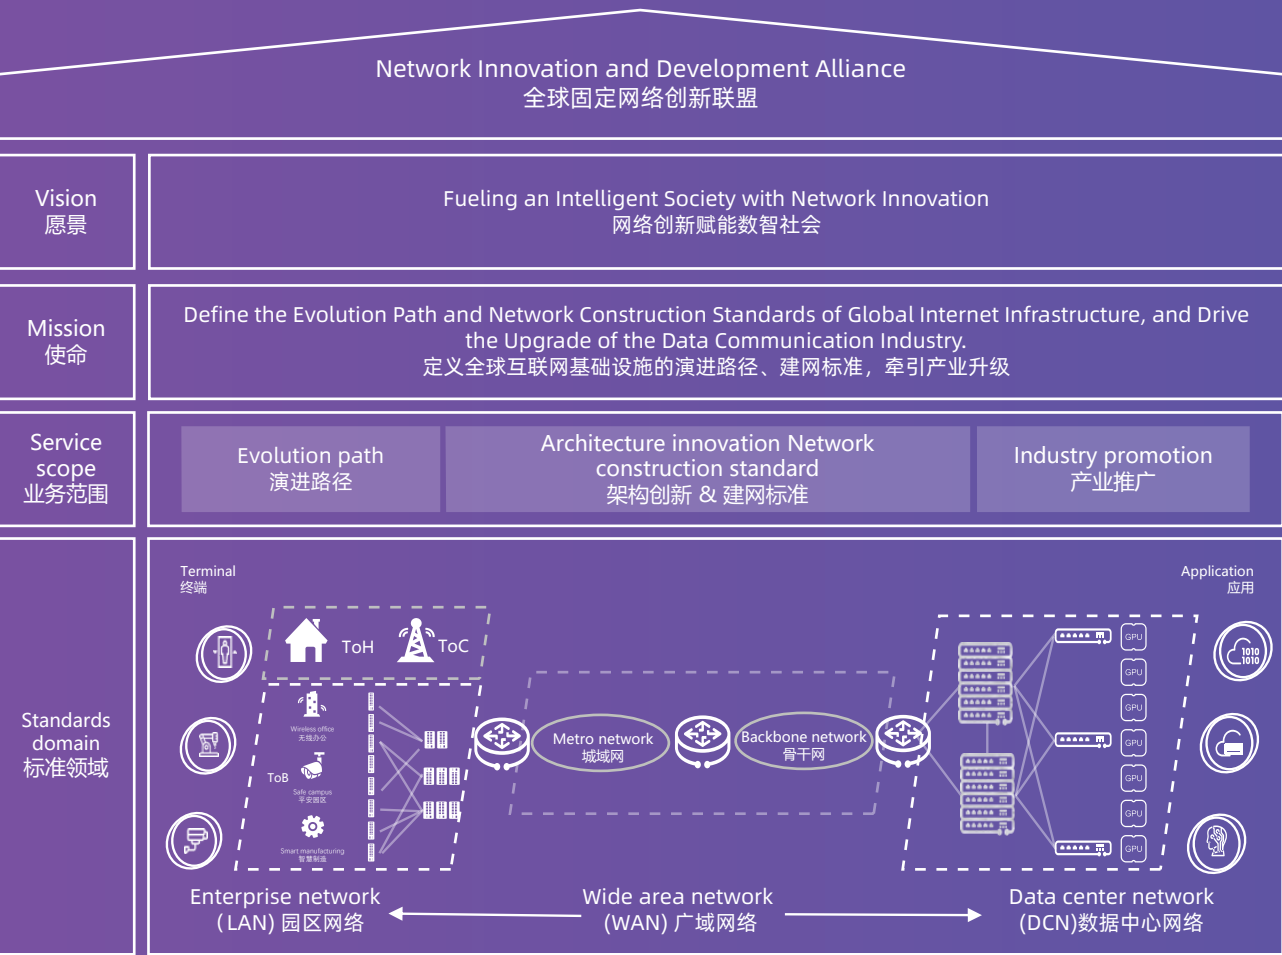 Network Innovation and Development Alliance
全球固定网络创新联盟
Vision
愿景
Fueling an Intelligent Society with Network Innovation
网络创新赋能数智社会
Mission
使命
Define the Evolution Path and Network Construction Standards of Global Internet Infrastructure, and Drive
the Upgrade of the Data Communication Industry.
定义全球互联网基础设施的演进路径、建网标准，牵引产业升级
Service
scope
业务范围
Evolution path
演进路径
Architecture innovation Network
construction standard
架构创新 & 建网标准
Industry promotion
产业推广
Standards
domain
标准领域
Terminal
终端
Application
应用
ToH
ToC
Wireless office
无线办公
ToB
Safe campus
平安园区
Smart manufacturing
智慧制造
Metro network
城域网
Backbone network
骨干网
GPU
GPU
GPU
GPU
GPU
GPU
GPU
1010
1010
Enterprise network
(LAN) 园区网络
Wide area network
(WAN) 广域网络
Data center network
(DCN)数据中心网络